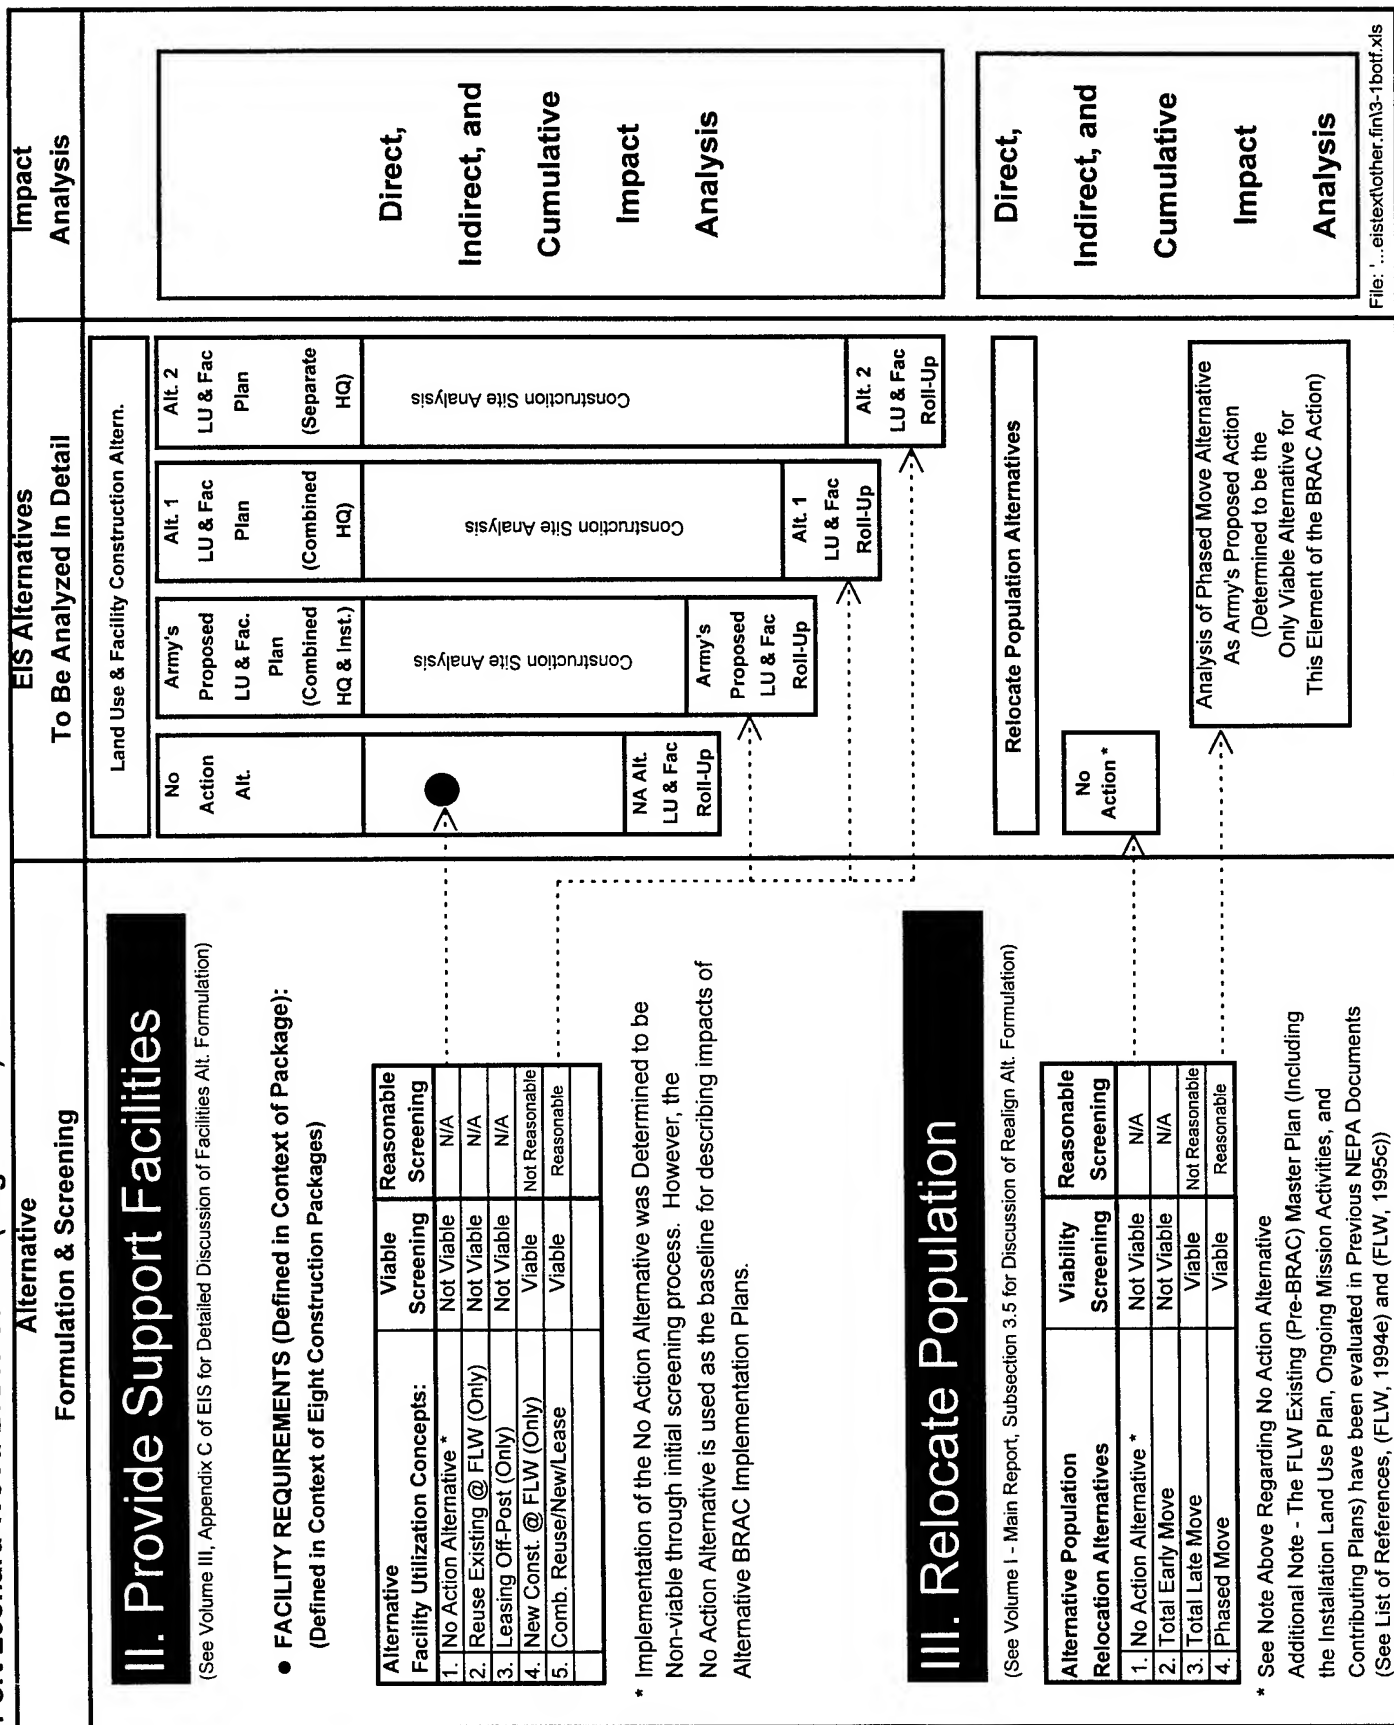 Alternative
Formulation & Screening
EIS Alternatives
To Be Analyzed In Detail
Impact
Analysis
II. Provide Support Facilities
(See Volume III, Appendix C of EIS for Detailed Discussion of Facilities Alt. Formulation)
● FACILITY REQUIREMENTS (Defined in Context of Package):
(Defined in Context of Eight Construction Packages)
Alternative Viable Reasonable
Facility Utilization Concepts: Screening Screening
1. No Action Alternative * Not Viable N/A
2. Reuse Existing @ FLW (Only) Not Viable N/A
3. Leasing Off-Post (Only) Not Viable N/A
4. New Const. @ FLW (Only) Viable Not Reasonable
5. Comb. Reuse/New/Lease Viable Reasonable
* Implementation of the No Action Alternative was Determined to be
Non-viable through initial screening process. However, the
No Action Alternative is used as the baseline for describing impacts of
Alternative BRAC Implementation Plans.
Land Use & Facility Construction Altern.
No
Action
Alt.
NA Alt.
LU & Fac
Roll-Up
Army's
Proposed
LU & Fac.
Plan
(Combined
HQ & Inst.)
Construction Site Analysis
Army's
Proposed
LU & Fac
Roll-Up
Alt. 1
LU & Fac
Plan
(Combined
HQ)
Construction Site Analysis
Alt. 1
LU & Fac
Roll-Up
Alt. 2
LU & Fac
Plan
(Separate
HQ)
Construction Site Analysis
Alt. 2
LU & Fac
Roll-Up
Direct,
Indirect, and
Cumulative
Impact
Analysis
III. Relocate Population
(See Volume I - Main Report, Subsection 3.5 for Discussion of Realign Alt. Formulation)
Alternative Population Viability Reasonable
Relocation Alternatives Screening Screening
1. No Action Alternative * Not Viable N/A
2. Total Early Move Not Viable N/A
3. Total Late Move Viable Not Reasonable
4. Phased Move Viable Reasonable
* See Note Above Regarding No Action Alternative
Additional Note - The FLW Existing (Pre-BRAC) Master Plan (Including
the Installation Land Use Plan, Ongoing Mission Activities, and
Contributing Plans) have been evaluated in Previous NEPA Documents
(See List of References, (FLW, 1994e) and (FLW, 1995c))
Relocate Population Alternatives
No
Action *
Analysis of Phased Move Alternative
As Army's Proposed Action
(Determined to be the
Only Viable Alternative for
This Element of the BRAC Action)
Direct,
Indirect, and
Cumulative
Impact
Analysis
File: '...eistext\other.fin\3-1botf.xls